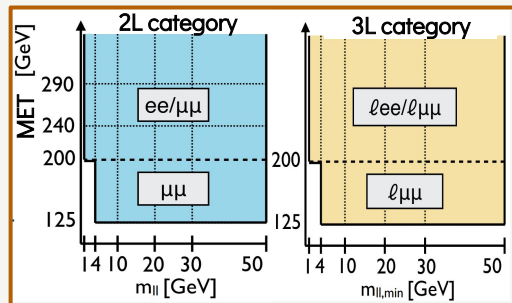 2L category
MET [GeV]
290
240
200
125
ee/μμ
μμ
1 4 10 20 30 50
m_ll [GeV]
3L category
200
125
ℓee/ℓμμ
ℓμμ
1 4 10 20 30 50
m_ll,min [GeV]